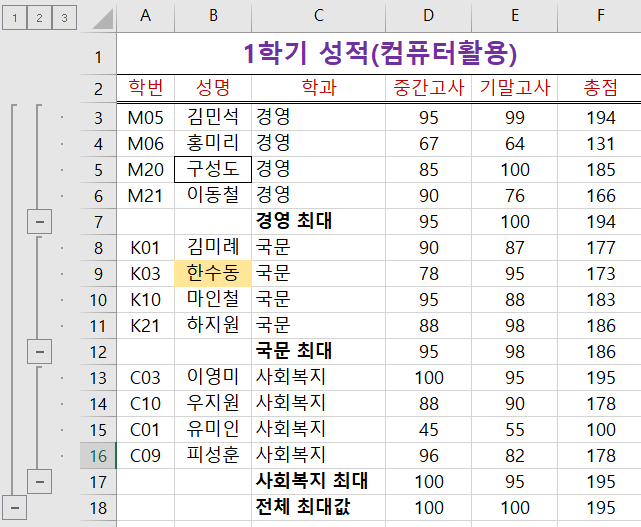 1 2 3 A B C D E F
1 1학기 성적(컴퓨터활용)
2 학번 성명 학과 중간고사 기말고사 총점
3 M05 김민석 경영 95 99 194
4 M06 홍미리 경영 67 64 131
5 M20 구성도 경영 85 100 185
6 M21 이동철 경영 90 76 166
7 경영 최대 95 100 194
8 K01 김미례 국문 90 87 177
9 K03 한수동 국문 78 95 173
10 K10 마인철 국문 95 88 183
11 K21 하지원 국문 88 98 186
12 국문 최대 95 98 186
13 C03 이영미 사회복지 100 95 195
14 C10 우지원 사회복지 88 90 178
15 C01 유미인 사회복지 45 55 100
16 C09 피성훈 사회복지 96 82 178
17 사회복지 최대 100 95 195
18 전체 최대값 100 100 195